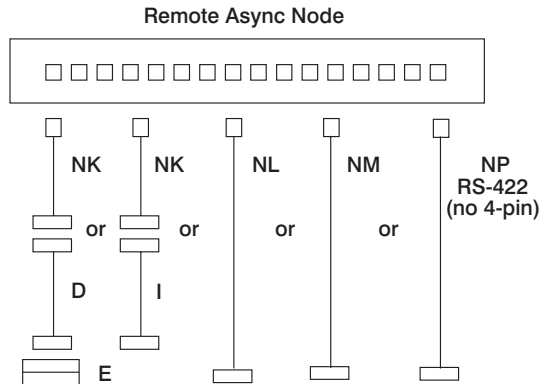 Remote Async Node
NK NK NL NM NP
RS-422
(no 4-pin)
or or or or
D I
E